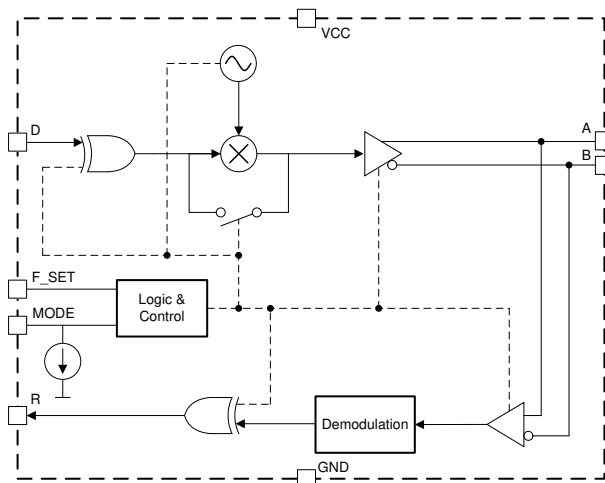 VCC
D
A
B
F_SET
Logic &
Control
MODE
R
Demodulation
GND